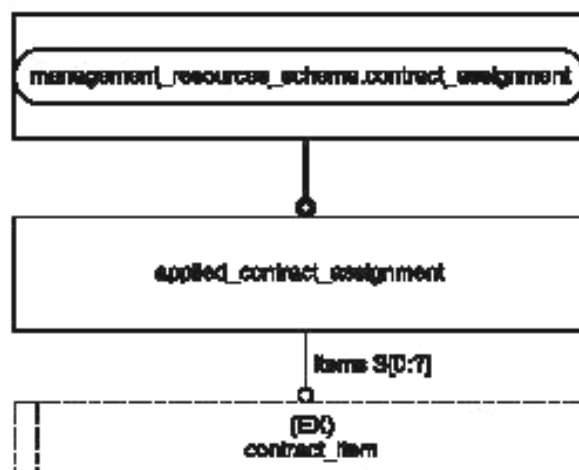 management_resources_schema.contract_assignment
applied_contract_assignment
items S[0:?]
(EX)
contract_item